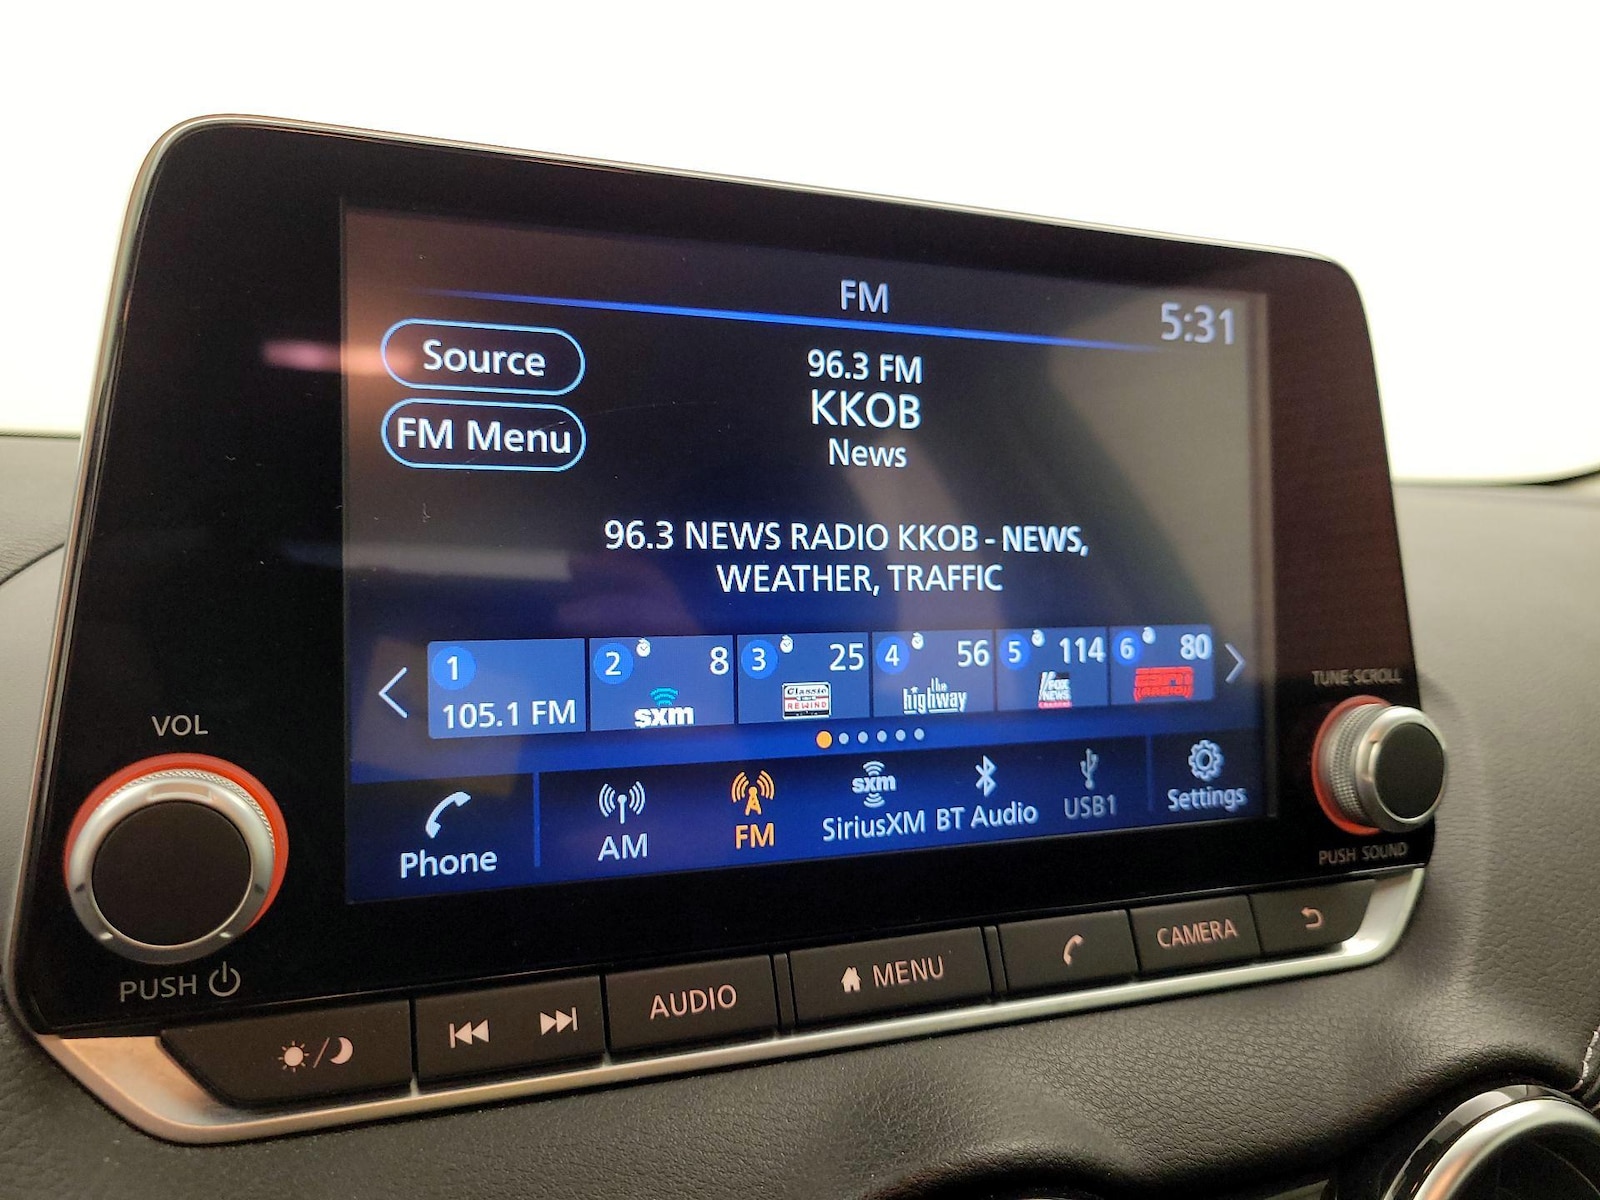 FM
5:31
Source
96.3 FM
KKOB
FM Menu
News
96.3 NEWS RADIO KKOB - NEWS,
WEATHER, TRAFFIC
1
105.1 FM
2
8
sxm
3
25
Classic
REWIND
4
56
the
highway
5
114
FOX
NEWS
6
80
ESPN
RADIO
VOL
TUNE·SCROLL
Phone
AM
FM
sxm
SiriusXM
BT Audio
USB1
Settings
PUSH
PUSH SOUND
AUDIO
MENU
CAMERA